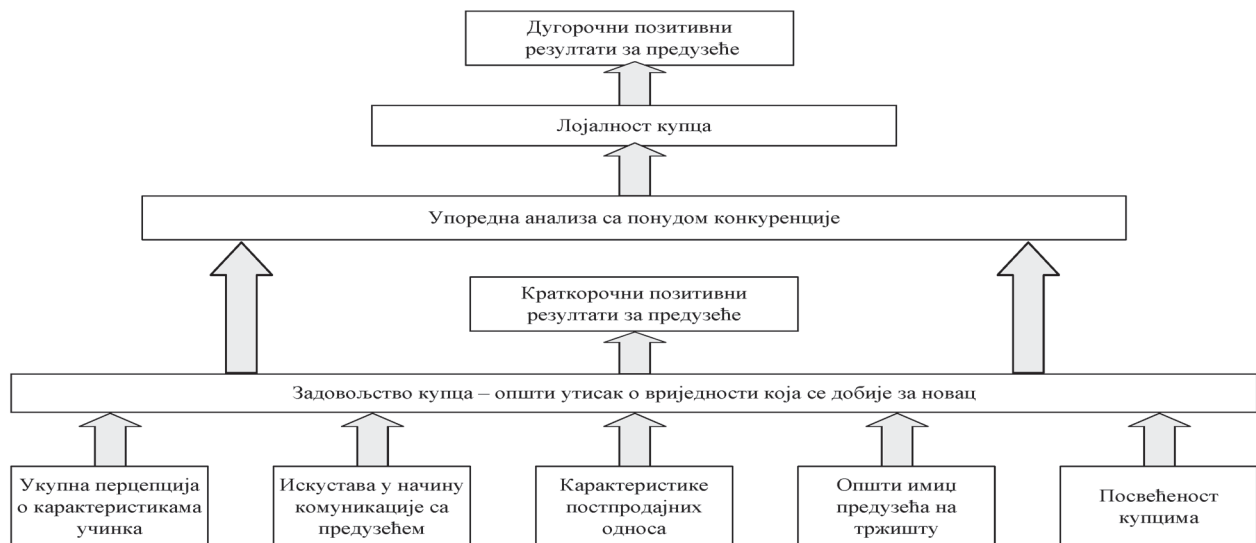 Дугорочни позитивни
резултати за предузеће
Лојалност купца
Упоредна анализа са понудом конкуренције
Краткорочни позитивни
резултати за предузеће
Задовољство купца – општи утисак о вриједности која се добије за новац
Укупна перцепција
о карактеристикама
учинка
Искустава у начину
комуникације са
предузећем
Карактеристике
постпродајних
односа
Општи имиџ
предузећа на
тржишту
Посвећеност
купцима